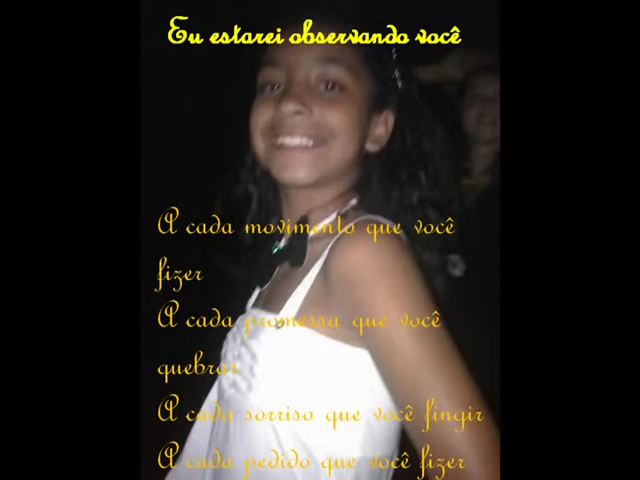 Eu estarei observando você
A cada movimento que você
fizer
A cada promessa que você
quebrar
A cada sorriso que você fingir
A cada pedido que você fizer